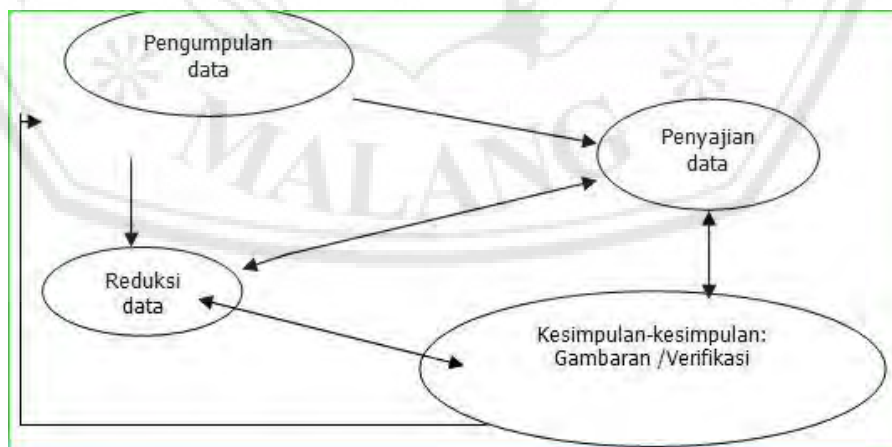 Pengumpulan
data
Penyajian
data
MALANG
Reduksi
data
Kesimpulan-kesimpulan:
Gambaran /Verifikasi